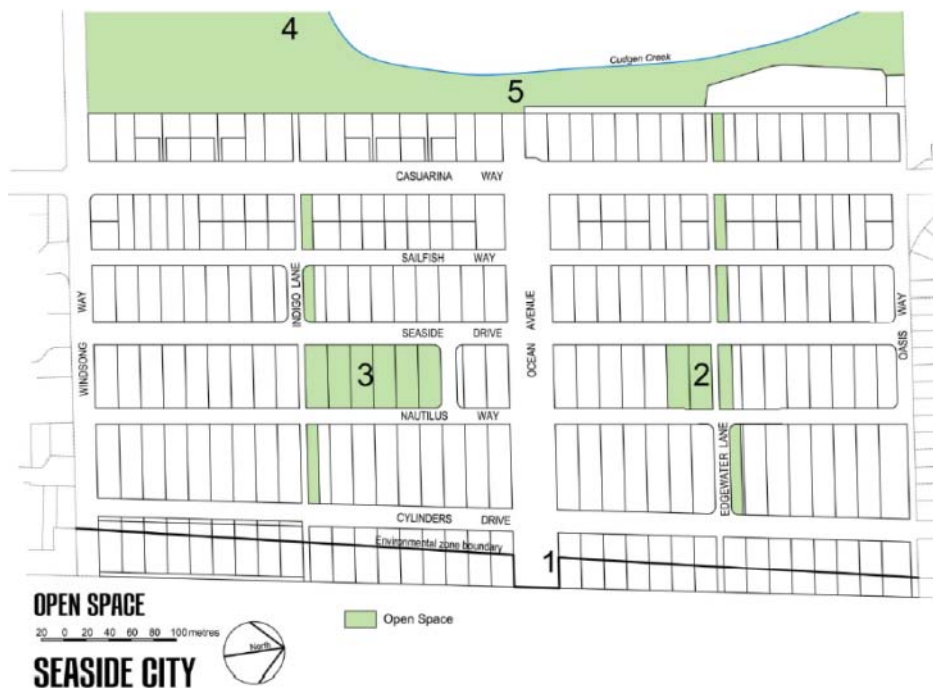 4
Cudgen Creek
5
CASUARINA WAY
SAILFISH WAY
INDIGO LANE
WINDSONG WAY
SEASIDE DRIVE
OCEAN AVENUE
OASIS WAY
3
2
NAUTILUS WAY
EDGEWATER LANE
CYLINDERS DRIVE
Environmental zone boundary
1
OPEN SPACE
20 0 20 40 60 80 100 metres
North
Open Space
SEASIDE CITY